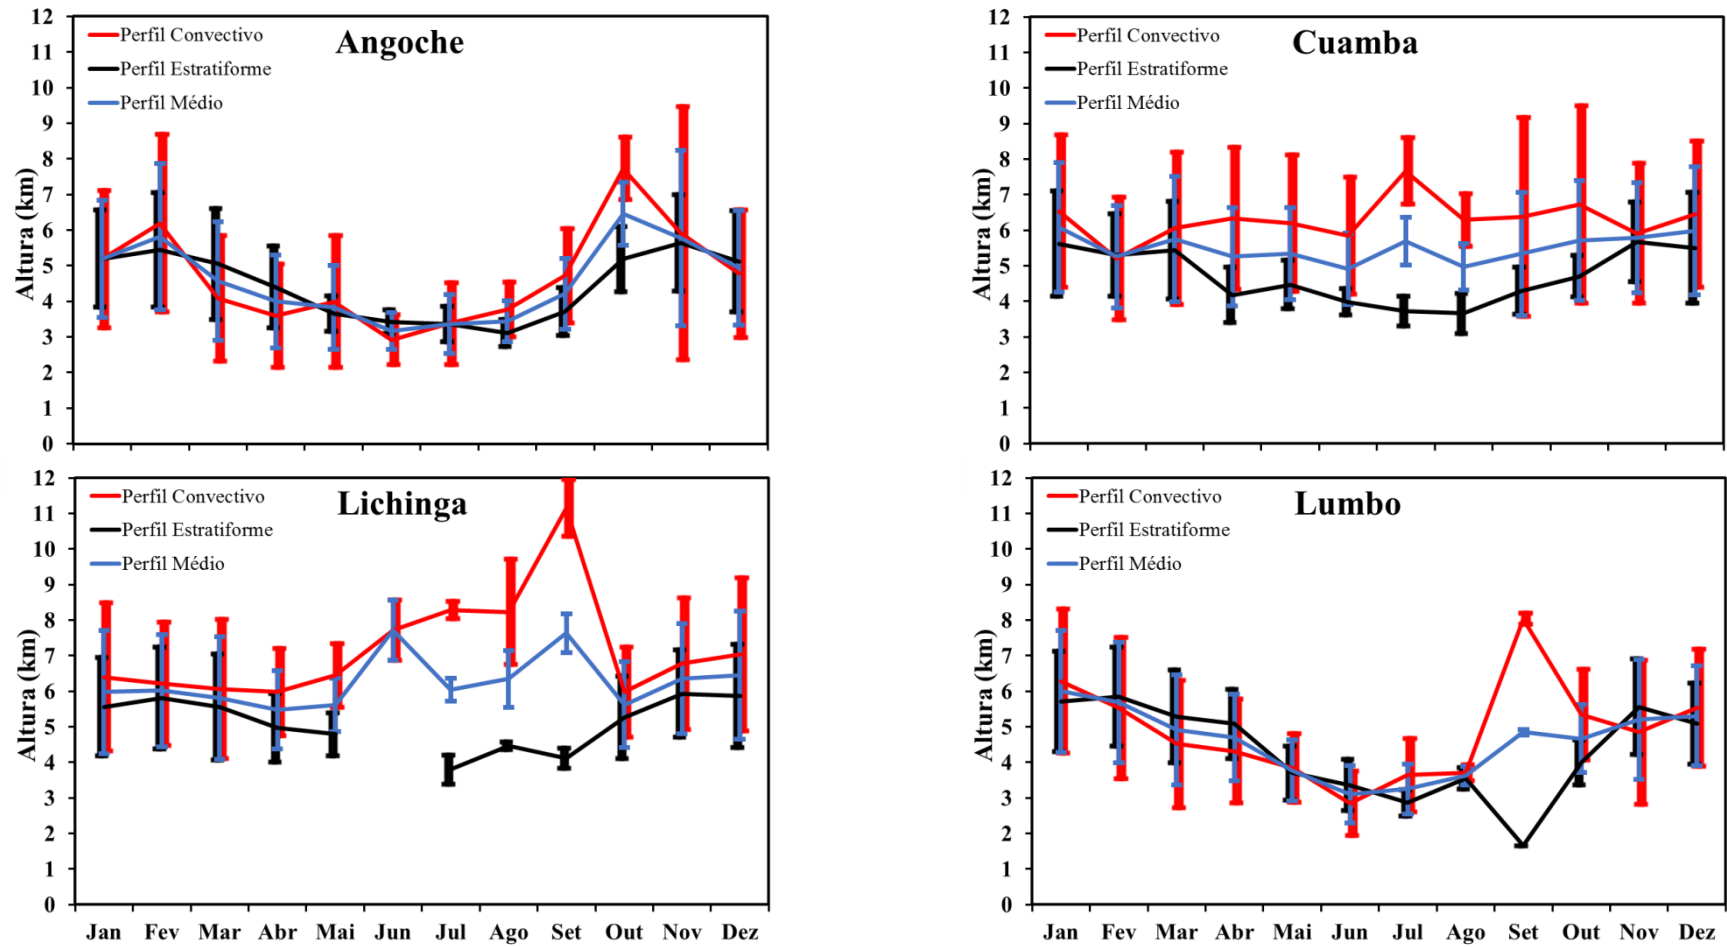 Angoche
Perfil Convectivo
Perfil Estratiforme
Perfil Médio
Altura (km)
12
11
10
9
8
7
6
5
4
3
2
1
0
Cuamba
Perfil Convectivo
Perfil Estratiforme
Perfil Médio
Altura (km)
12
11
10
9
8
7
6
5
4
3
2
1
0
Lichinga
Perfil Convectivo
Perfil Estratiforme
Perfil Médio
Altura (km)
12
11
10
9
8
7
6
5
4
3
2
1
0
Jan Fev Mar Abr Mai Jun Jul Ago Set Out Nov Dez
Lumbo
Perfil Convectivo
Perfil Estratiforme
Perfil Médio
Altura (km)
12
11
10
9
8
7
6
5
4
3
2
1
0
Jan Fev Mar Abr Mai Jun Jul Ago Set Out Nov Dez